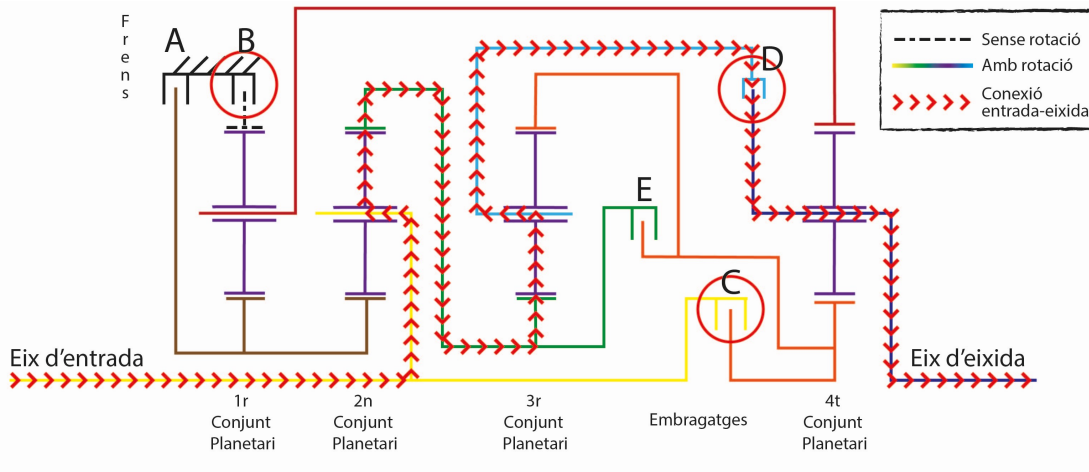 Frens
A
B
D
E
C
Sense rotació
Amb rotació
Conexió
entrada-eixida
Eix d'entrada
Eix d'eixida
1r
Conjunt
Planetari
2n
Conjunt
Planetari
3r
Conjunt
Planetari
Embragatges
4t
Conjunt
Planetari